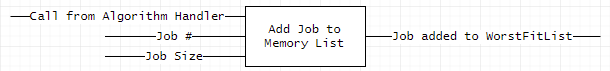 Call from Algorithm Handler
Job #
Job Size
Add Job to
Memory List
Job added to WorstFitList